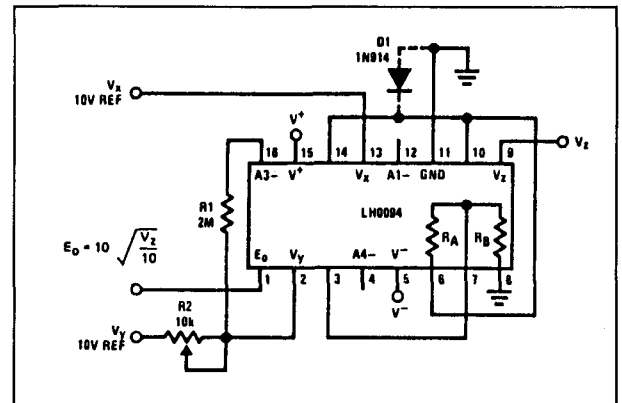 D1
1N914
Vx
10V REF
V+
16 15 14 13 12 11 10 9
Vz
A3- V+ Vx A1- GND Vz
R1
2M
LH0094
RA RB
Eo = 10 √Vz/10
Eo Vy A4- V-
1 2 3 4 5 6 7 8
R2
10k
V-
Vy
10V REF